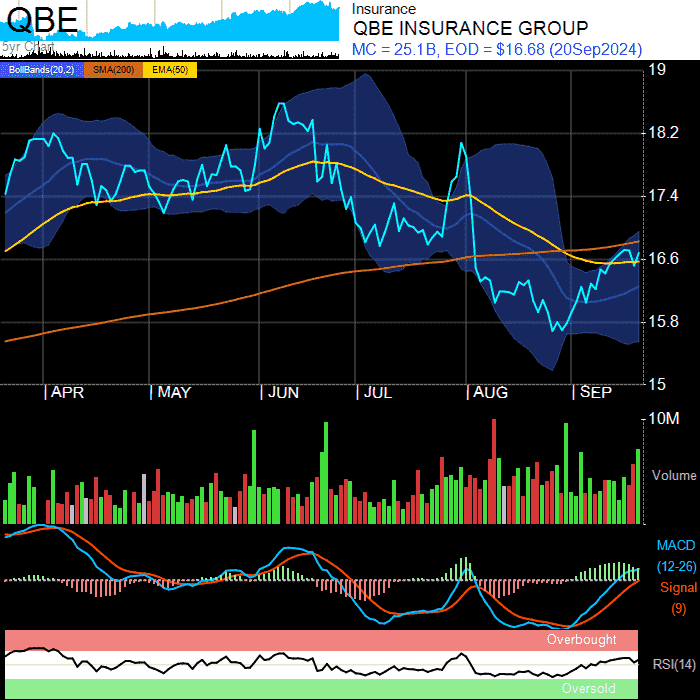 QBE
5yr Chart
Insurance
QBE INSURANCE GROUP
MC = 25.1B, EOD = $16.68 (20Sep2024)
BollBands(20,2) SMA(200) EMA(50)
19
18.2
17.4
16.6
15.8
15
| APR | MAY | JUN | JUL | AUG | SEP
10M
Volume
MACD
(12-26)
Signal
(9)
Overbought
RSI(14)
Oversold